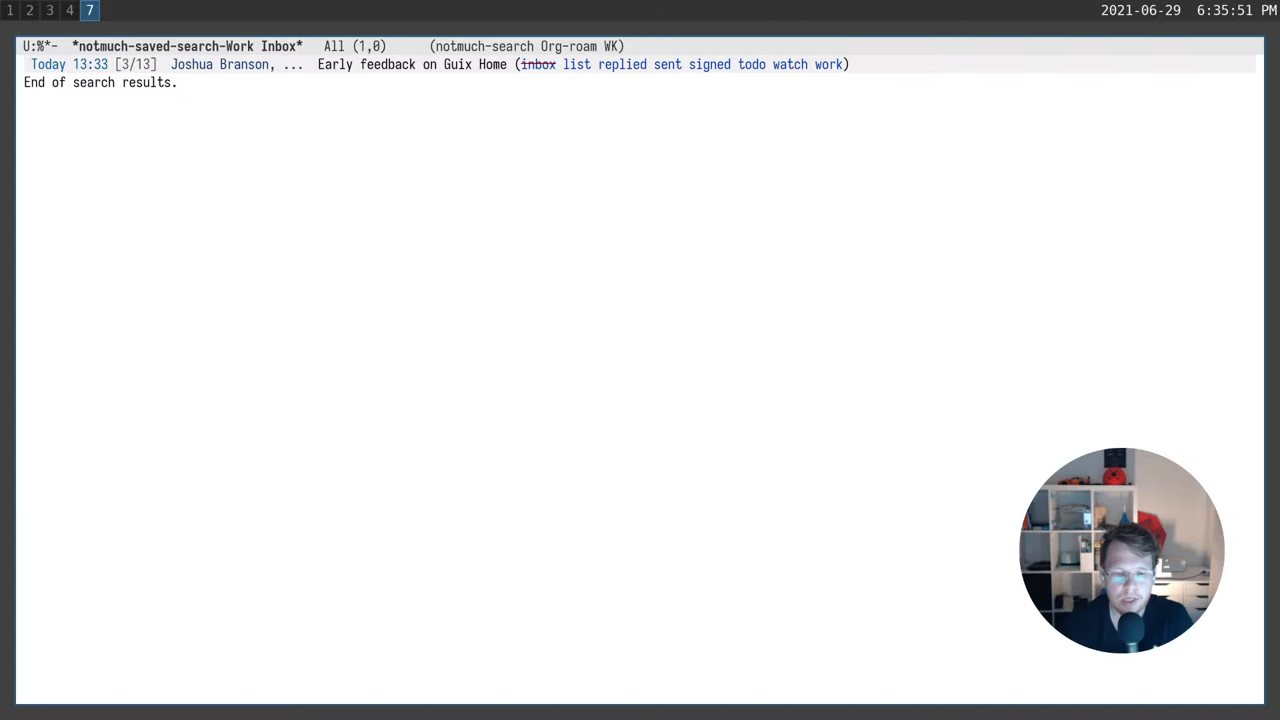 1 2 3 4 7 2021-06-29 6:35:51 PM
U:%*- *notmuch-saved-search-Work Inbox* All (1,0) (notmuch-search Org-roam WK)
Today 13:33 [3/13] Joshua Branson, ... Early feedback on Guix Home (inbox list replied sent signed todo watch work)
End of search results.